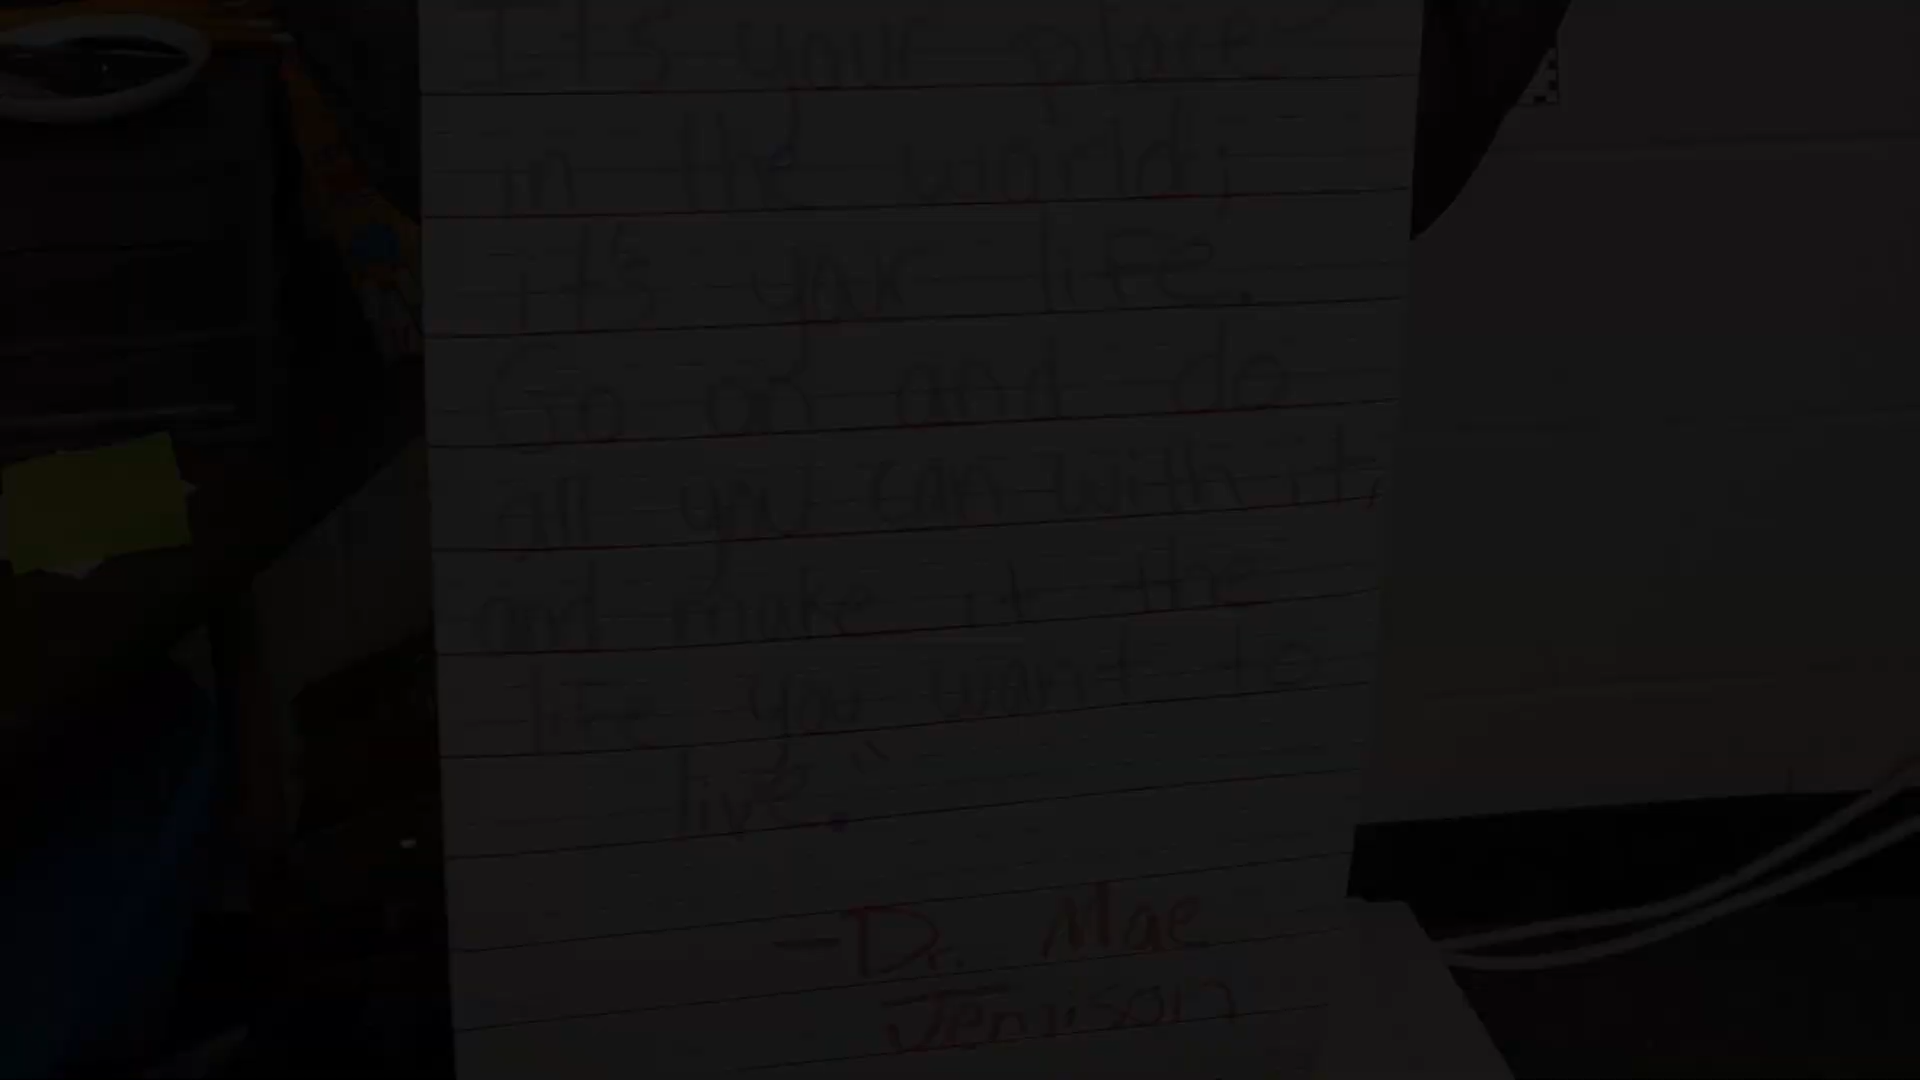 It's your place
in the world;
it's your life.
Go on and do
all you can with it,
and make it the
life you want to
live."
-Dr. Mae
Jemison